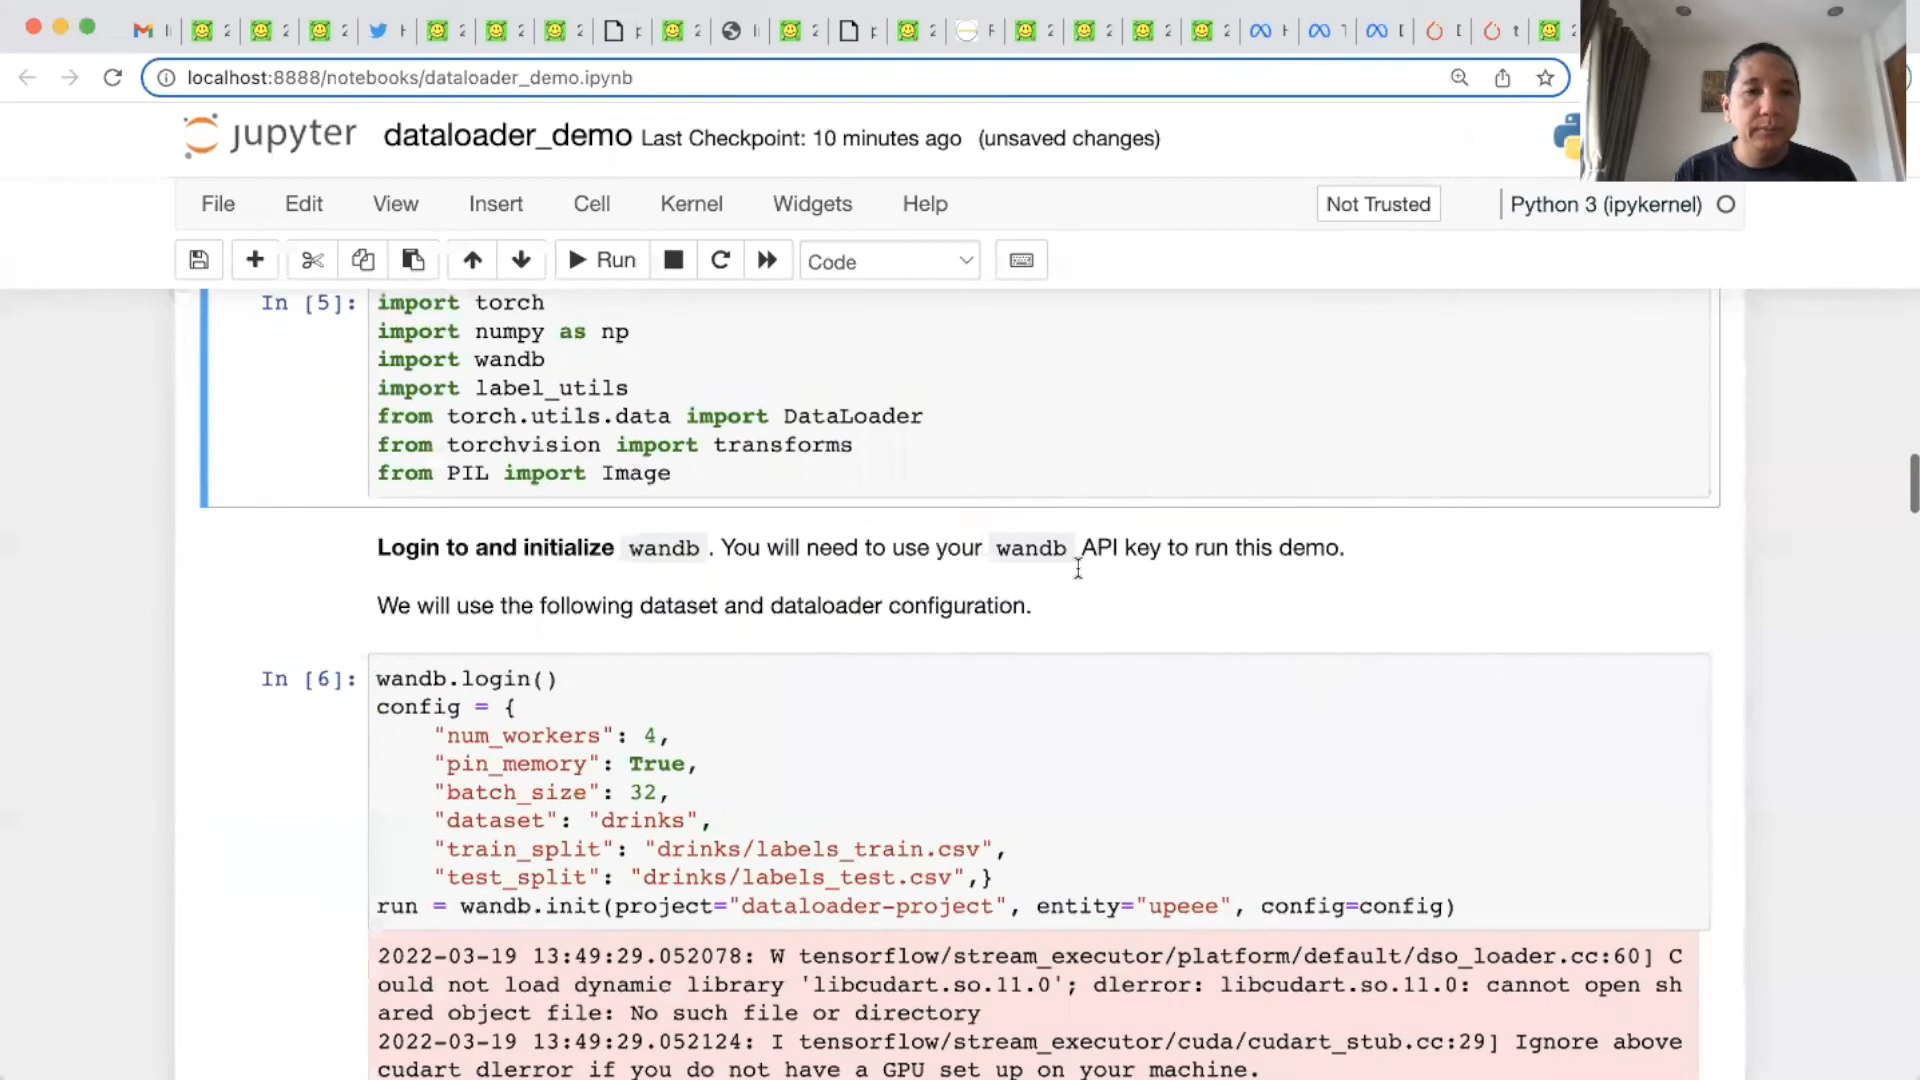 localhost:8888/notebooks/dataloader_demo.ipynb
jupyter dataloader_demo Last Checkpoint: 10 minutes ago (unsaved changes)
File Edit View Insert Cell Kernel Widgets Help Not Trusted Python 3 (ipykernel)
Run Code
In [5]: import torch
import numpy as np
import wandb
import label_utils
from torch.utils.data import DataLoader
from torchvision import transforms
from PIL import Image
Login to and initialize wandb . You will need to use your wandb API key to run this demo.
We will use the following dataset and dataloader configuration.
In [6]: wandb.login()
config = {
"num_workers": 4,
"pin_memory": True,
"batch_size": 32,
"dataset": "drinks",
"train_split": "drinks/labels_train.csv",
"test_split": "drinks/labels_test.csv",}
run = wandb.init(project="dataloader-project", entity="upeee", config=config)
2022-03-19 13:49:29.052078: W tensorflow/stream_executor/platform/default/dso_loader.cc:60] C
ould not load dynamic library 'libcudart.so.11.0'; dlerror: libcudart.so.11.0: cannot open sh
ared object file: No such file or directory
2022-03-19 13:49:29.052124: I tensorflow/stream_executor/cuda/cudart_stub.cc:29] Ignore above
cudart dlerror if you do not have a GPU set up on your machine.